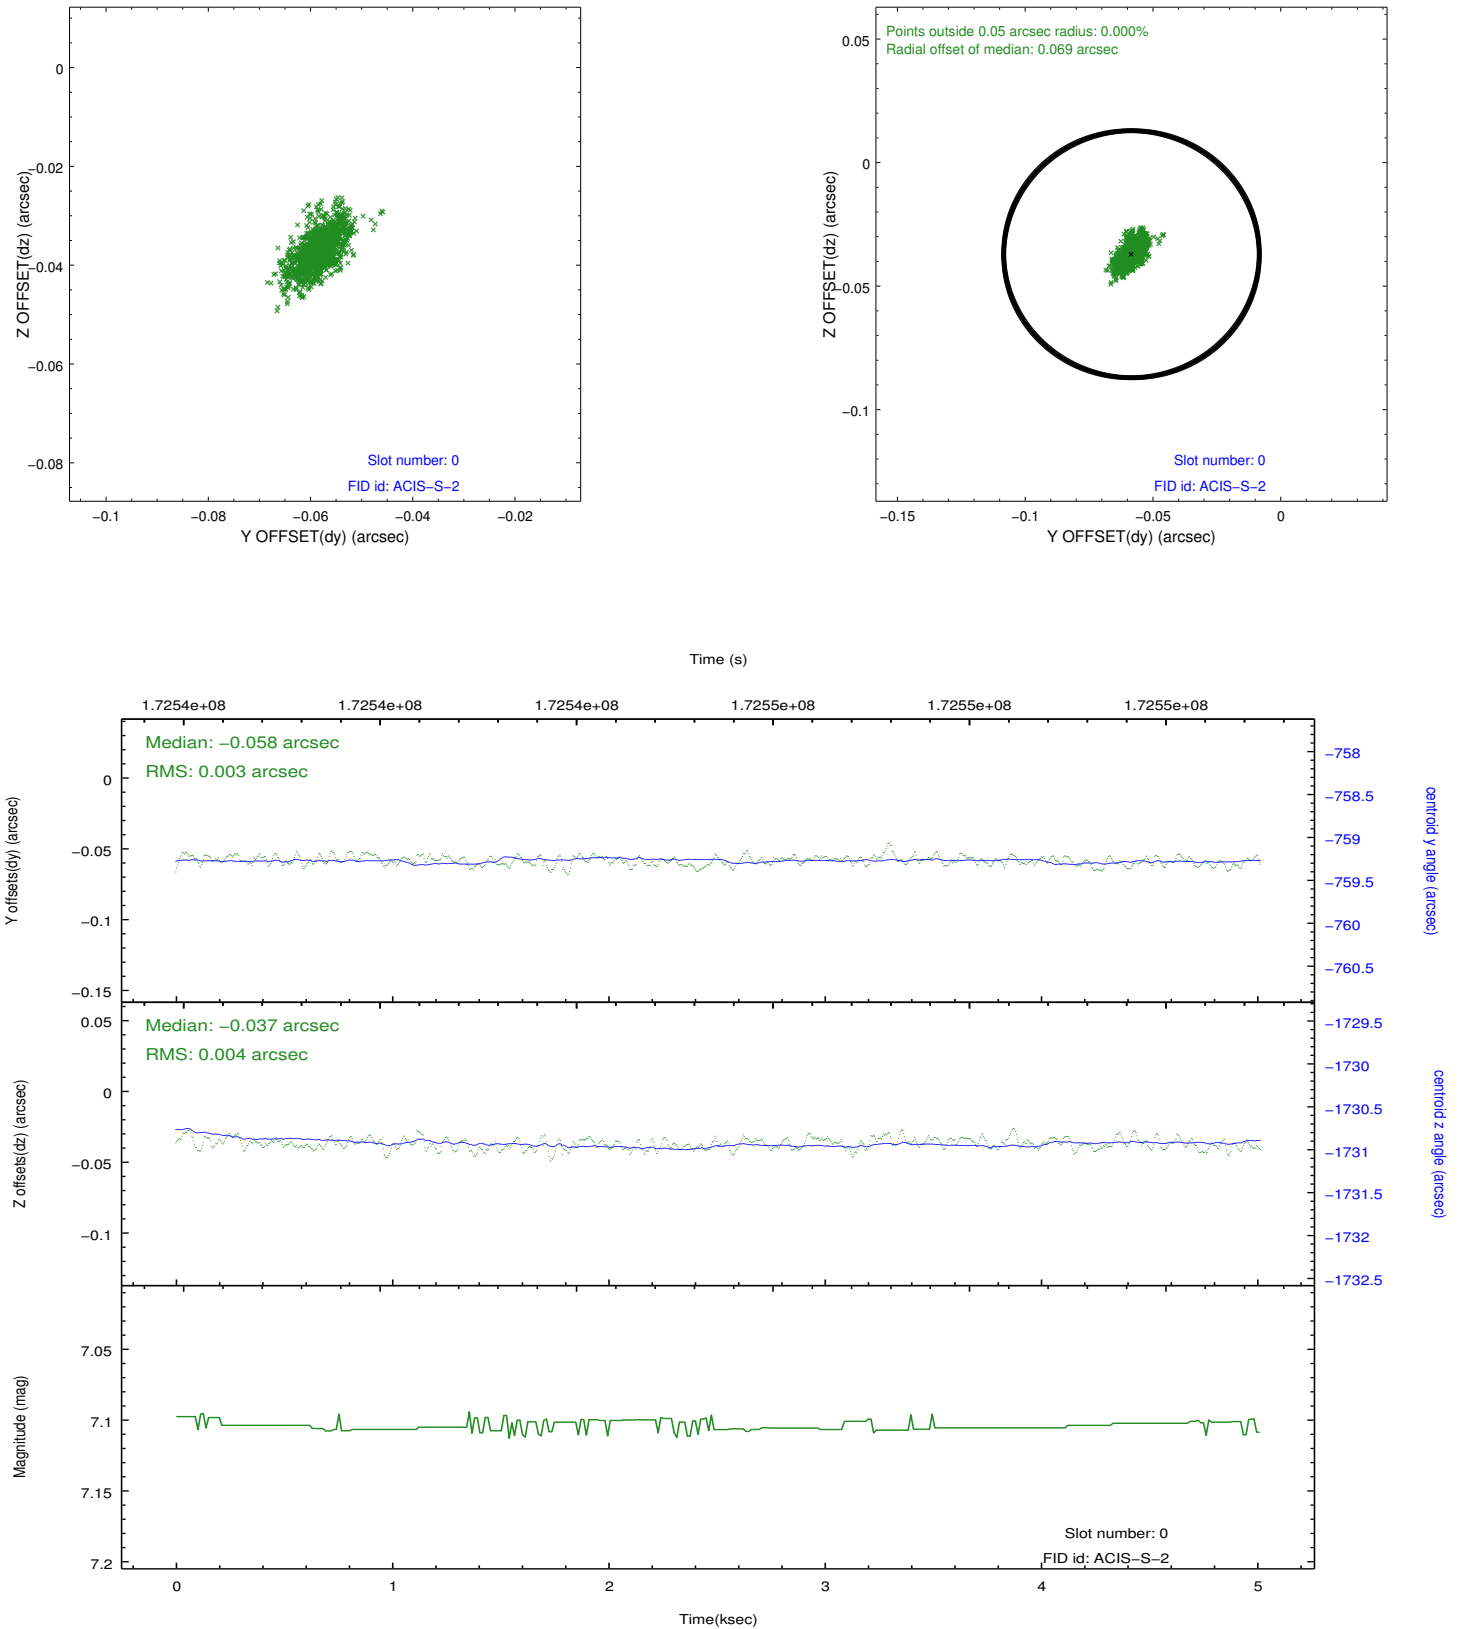 0
−0.02
−0.04
−0.06
−0.08
Z OFFSET(dz) (arcsec)
Slot number: 0
FID id: ACIS−S−2
−0.1
−0.08
−0.06
−0.04
−0.02
Y OFFSET(dy) (arcsec)
Points outside 0.05 arcsec radius: 0.000%
Radial offset of median: 0.069 arcsec
0.05
0
−0.05
−0.1
Z OFFSET(dz) (arcsec)
Slot number: 0
FID id: ACIS−S−2
−0.15
−0.1
−0.05
0
Y OFFSET(dy) (arcsec)
Time (s)
1.7254e+08
1.7254e+08
1.7254e+08
1.7255e+08
1.7255e+08
1.7255e+08
Median: −0.058 arcsec
RMS: 0.003 arcsec
0
−0.05
−0.1
−0.15
Y offsets(dy) (arcsec)
−758
−758.5
−759
−759.5
−760
−760.5
centroid y angle (arcsec)
Median: −0.037 arcsec
RMS: 0.004 arcsec
0.05
0
−0.05
−0.1
Z offsets(dz) (arcsec)
−1729.5
−1730
−1730.5
−1731
−1731.5
−1732
−1732.5
centroid z angle (arcsec)
7.05
7.1
7.15
7.2
Magnitude (mag)
Slot number: 0
FID id: ACIS−S−2
0
1
2
3
4
5
Time(ksec)